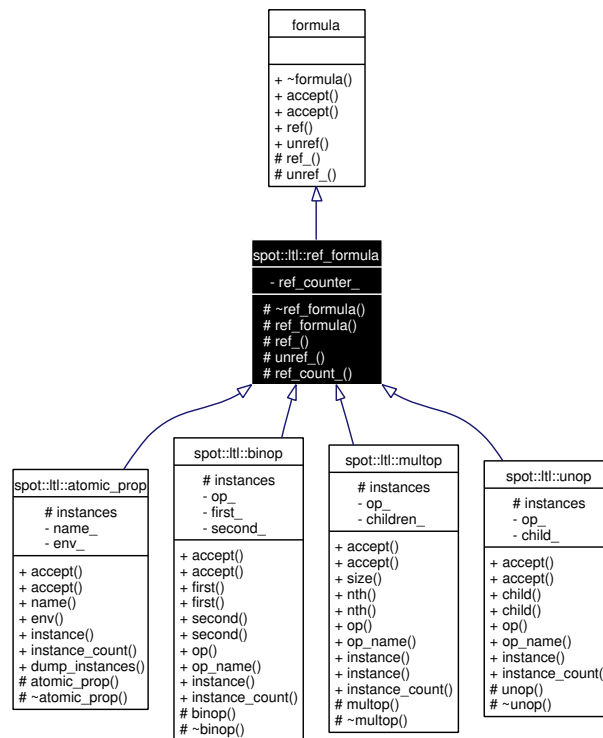 formula
+ ~formula()
+ accept()
+ accept()
+ ref()
+ unref()
# ref_()
# unref_()
spot::ltl::ref_formula
- ref_counter_
# ~ref_formula()
# ref_formula()
# ref_()
# unref_()
# ref_count_()
spot::ltl::atomic_prop
# instances
- name_
- env_
+ accept()
+ accept()
+ name()
+ env()
+ instance()
+ instance_count()
+ dump_instances()
# atomic_prop()
# ~atomic_prop()
spot::ltl::binop
# instances
- op_
- first_
- second_
+ accept()
+ accept()
+ first()
+ first()
+ second()
+ second()
+ op()
+ op_name()
+ instance()
+ instance_count()
# binop()
# ~binop()
spot::ltl::multop
# instances
- op_
- children_
+ accept()
+ accept()
+ size()
+ nth()
+ nth()
+ op()
+ op_name()
+ instance()
+ instance()
+ instance_count()
# multop()
# ~multop()
spot::ltl::unop
# instances
- op_
- child_
+ accept()
+ accept()
+ child()
+ child()
+ op()
+ op_name()
+ instance()
+ instance_count()
# unop()
# ~unop()